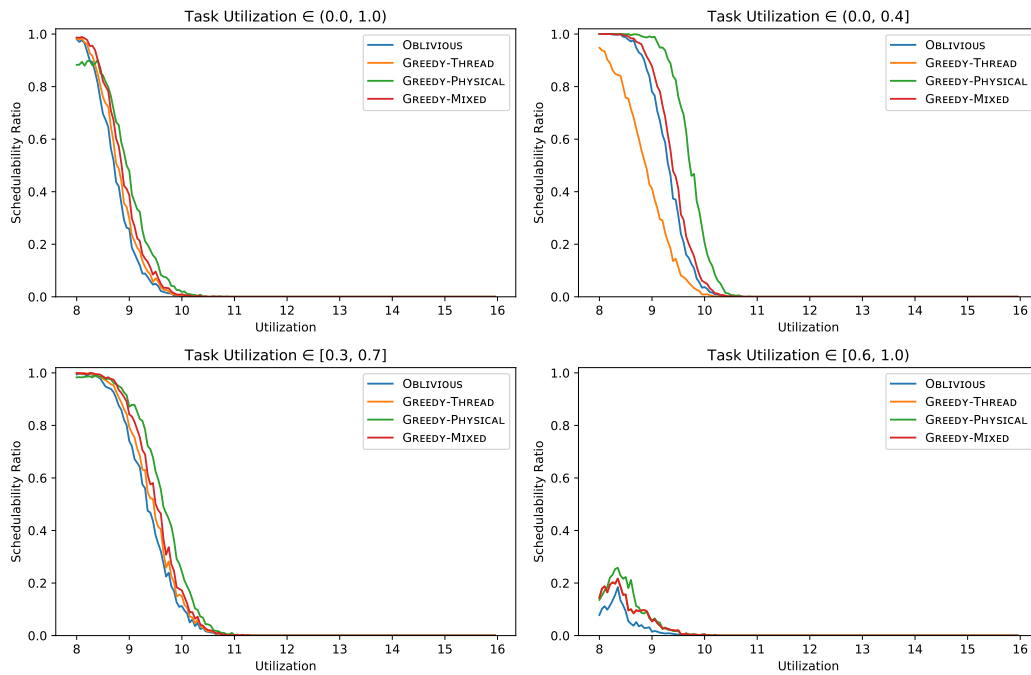 Task Utilization ∈ (0.0, 1.0)
1.0
0.8
0.6
0.4
0.2
0.0
Schedulability Ratio
Oblivious
Greedy-Thread
Greedy-Physical
Greedy-Mixed
8 9 10 11 12 13 14 15 16
Utilization
Task Utilization ∈ (0.0, 0.4]
1.0
0.8
0.6
0.4
0.2
0.0
Schedulability Ratio
Oblivious
Greedy-Thread
Greedy-Physical
Greedy-Mixed
8 9 10 11 12 13 14 15 16
Utilization
Task Utilization ∈ [0.3, 0.7]
1.0
0.8
0.6
0.4
0.2
0.0
Schedulability Ratio
Oblivious
Greedy-Thread
Greedy-Physical
Greedy-Mixed
8 9 10 11 12 13 14 15 16
Utilization
Task Utilization ∈ [0.6, 1.0)
1.0
0.8
0.6
0.4
0.2
0.0
Schedulability Ratio
Oblivious
Greedy-Thread
Greedy-Physical
Greedy-Mixed
8 9 10 11 12 13 14 15 16
Utilization